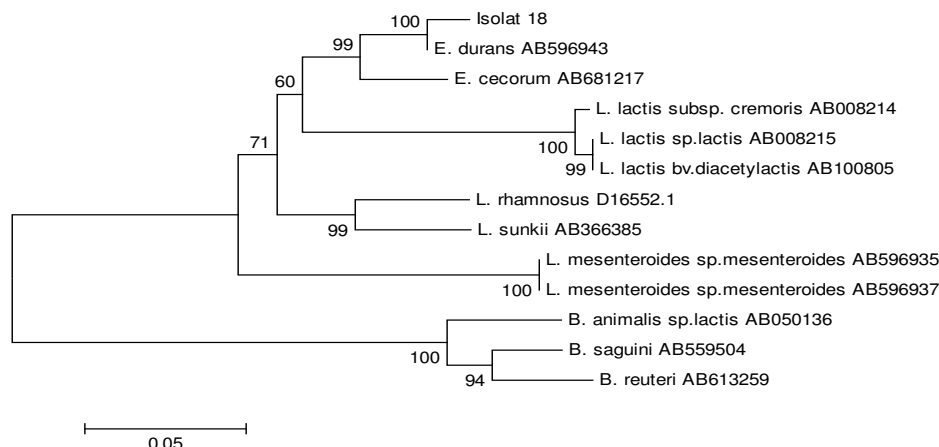 100 Isolat 18
99 E. durans AB596943
E. cecorum AB681217
60
L. lactis subsp. cremoris AB008214
L. lactis sp.lactis AB008215
100
99 L. lactis bv.diacetylactis AB100805
71
L. rhamnosus D16552.1
99 L. sunkii AB366385
L. mesenteroides sp.mesenteroides AB596935
100 L. mesenteroides sp.mesenteroides AB596937
B. animalis sp.lactis AB050136
100 B. saguini AB559504
94 B. reuteri AB613259
0.05